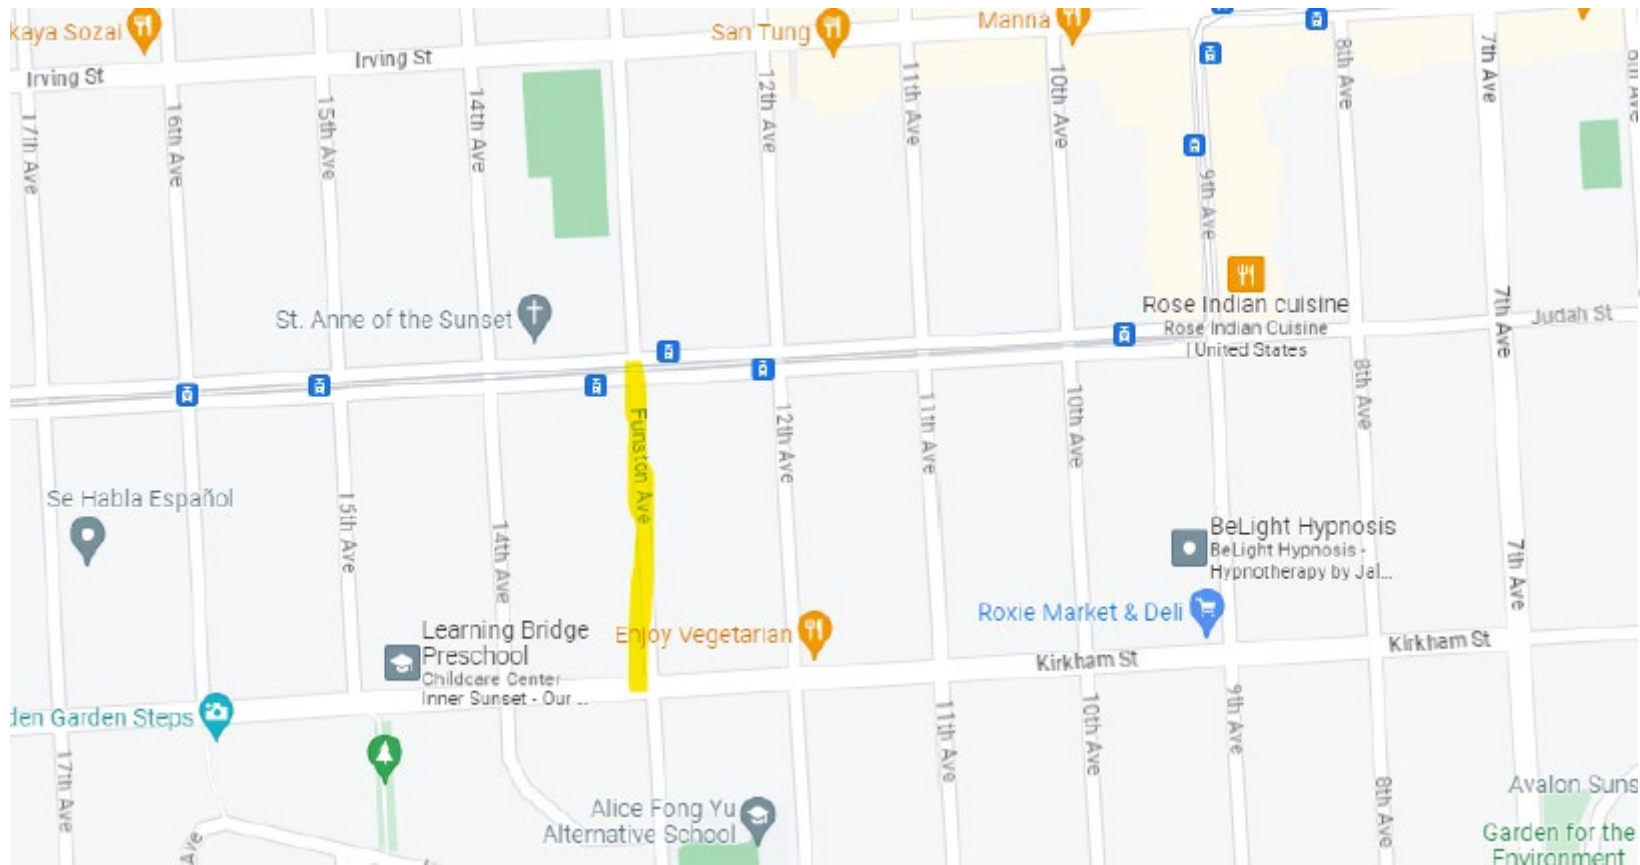 kaya Sozai
San Tung
Manna
Irving St
Irving St
17th Ave
16th Ave
15th Ave
14th Ave
12th Ave
11th Ave
10th Ave
9th Ave
8th Ave
7th Ave
St. Anne of the Sunset
Rose Indian cuisine
Rose Indian Cuisine
| United States
7th Ave
Judah St
Funston Ave
12th Ave
11th Ave
10th Ave
8th Ave
Se Habla Español
15th Ave
14th Ave
BeLight Hypnosis
BeLight Hypnosis -
Hypnotherapy by Jal...
7th Ave
Roxie Market & Deli
Learning Bridge
Preschool
Childcare Center
Inner Sunset - Our ...
Enjoy Vegetarian
Kirkham St
Kirkham St
den Garden Steps
17th Ave
11th Ave
10th Ave
9th Ave
8th Ave
Alice Fong Yu
Alternative School
Avalon Suns
Garden for the
Environment
Ave